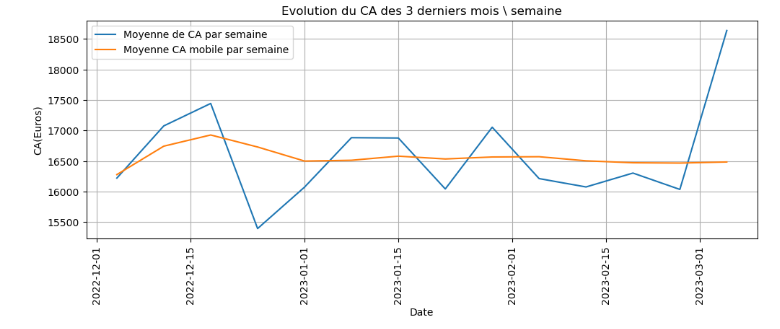 Evolution du CA des 3 derniers mois \ semaine
Moyenne de CA par semaine
Moyenne CA mobile par semaine
CA(Euros)
18500
18000
17500
17000
16500
16000
15500
2022-12-01
2022-12-15
2023-01-01
2023-01-15
2023-02-01
2023-02-15
2023-03-01
Date